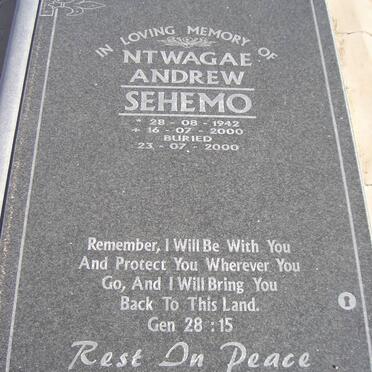 IN LOVING MEMORY OF
NTWAGAE
ANDREW
SEHEMO
* 28 - 08 - 1942
+ 16 - 07 - 2000
BURIED
23 - 07 - 2000
Remember, I Will Be With You
And Protect You Wherever You
Go, And I Will Bring You
Back To This Land.
Gen 28 : 15
Rest In Peace